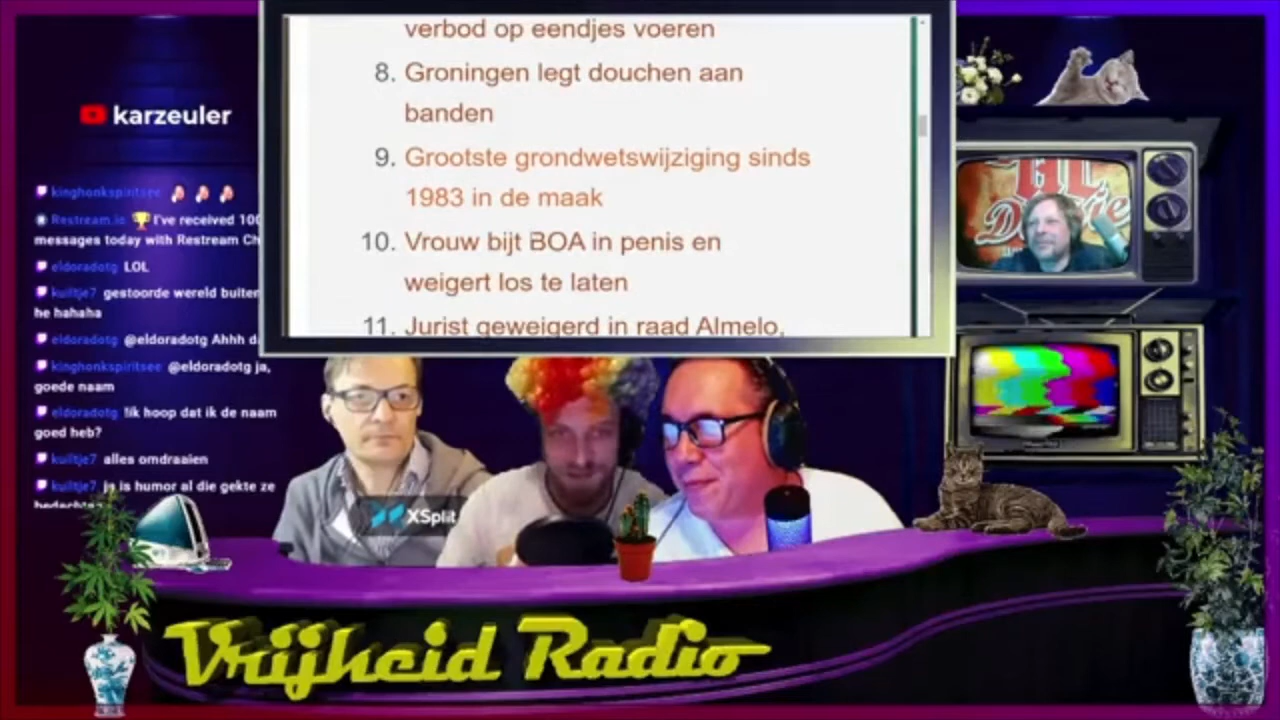 verbod op eendjes voeren
8. Groningen legt douchen aan
banden
9. Grootste grondwetswijziging sinds
1983 in de maak
10. Vrouw bijt BOA in penis en
weigert los te laten
11. Jurist geweigerd in raad Almelo,
karzeuler
kinghonkspiritsee
Restream.io 🏆 I've received 100
messages today with Restream Ch
eldoradotg LOL
kuiltje7 gestoorde wereld buiten
he hahaha
eldoradotg @eldoradotg Ahhh d
kinghonkspiritsee @eldoradotg ja,
goede naam
eldoradotg !ik hoop dat ik de naam
goed heb?
kuiltje7 alles omdraaien
kuiltje7 ja is humor al die gekte ze
XSplit
Vrijheid Radio